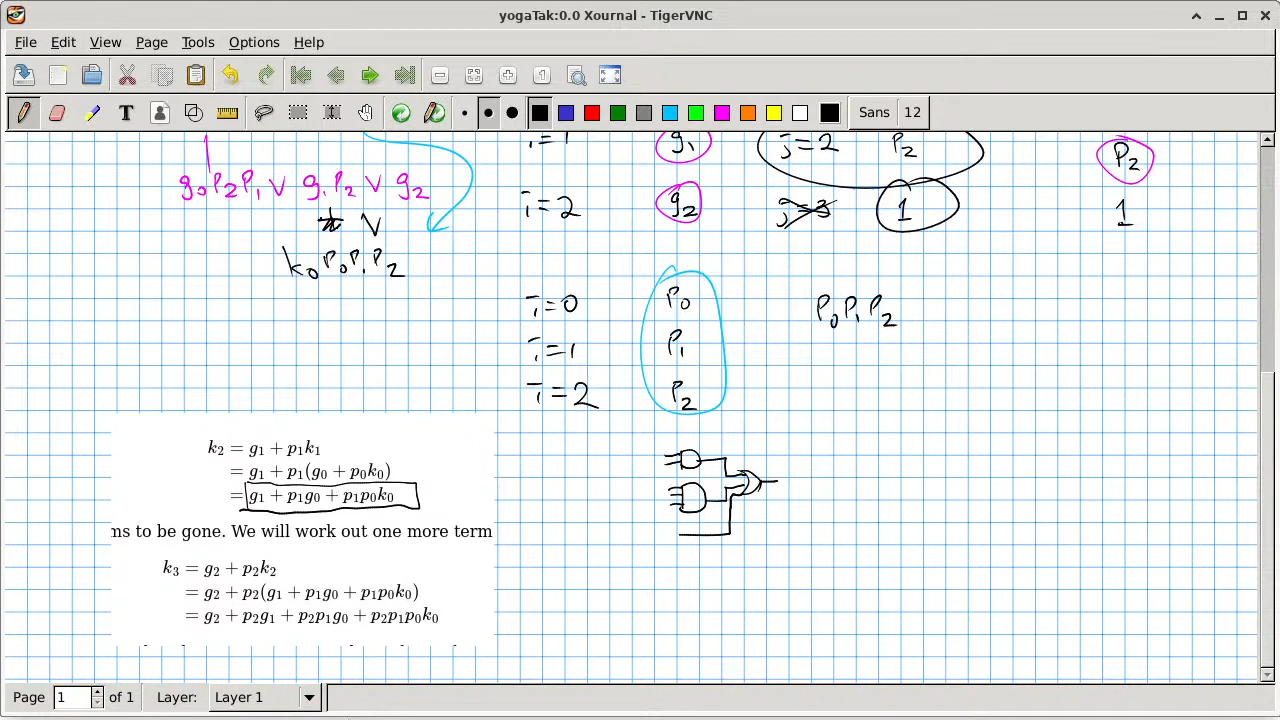 yogaTak:0.0 Xournal - TigerVNC
File Edit View Page Tools Options Help
Sans 12
i=1 g₁ j=2 P₂ P₂
g₀P₂P₁ ∨ g₁P₂ ∨ g₂
i=2 g₂ j=3 1 1
∨
k₀P₀P₁P₂
i=0 P₀ P₀P₁P₂
i=1 P₁
i=2 P₂
k₂ = g₁ + p₁k₁
= g₁ + p₁(g₀ + p₀k₀)
= g₁ + p₁g₀ + p₁p₀k₀
ms to be gone. We will work out one more term
k₃ = g₂ + p₂k₂
= g₂ + p₂(g₁ + p₁g₀ + p₁p₀k₀)
= g₂ + p₂g₁ + p₂p₁g₀ + p₂p₁p₀k₀
Page 1 of 1 Layer: Layer 1